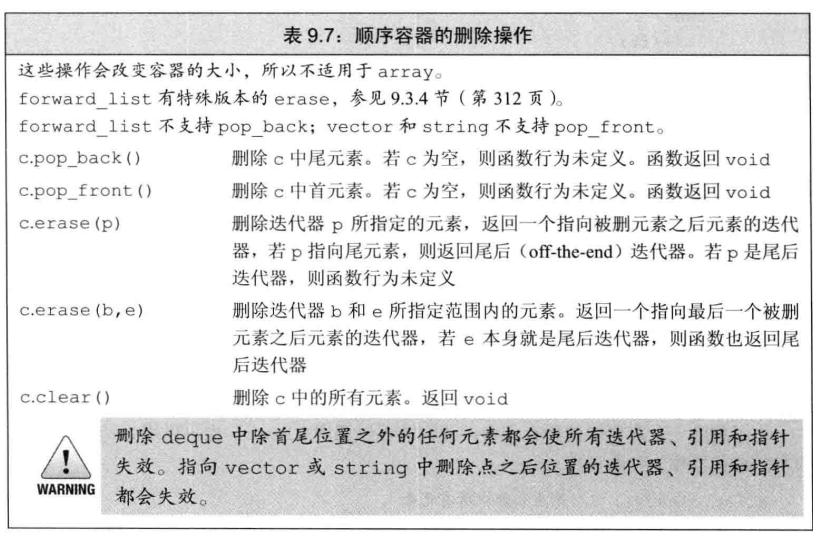 表 9.7：顺序容器的删除操作
这些操作会改变容器的大小，所以不适用于 array。
forward_list 有特殊版本的 erase，参见 9.3.4 节（第 312 页）。
forward_list 不支持 pop_back；vector 和 string 不支持 pop_front。
c.pop_back() 删除 c 中尾元素。若 c 为空，则函数行为未定义。函数返回 void
c.pop_front() 删除 c 中首元素。若 c 为空，则函数行为未定义。函数返回 void
c.erase(p) 删除迭代器 p 所指定的元素，返回一个指向被删元素之后元素的迭代
器，若 p 指向尾元素，则返回尾后（off-the-end）迭代器。若 p 是尾后
迭代器，则函数行为未定义
c.erase(b,e) 删除迭代器 b 和 e 所指定范围内的元素。返回一个指向最后一个被删
元素之后元素的迭代器，若 e 本身就是尾后迭代器，则函数也返回尾
后迭代器
c.clear() 删除 c 中的所有元素。返回 void
删除 deque 中除首尾位置之外的任何元素都会使所有迭代器、引用和指针
失效。指向 vector 或 string 中删除点之后位置的迭代器、引用和指针
都会失效。
WARNING